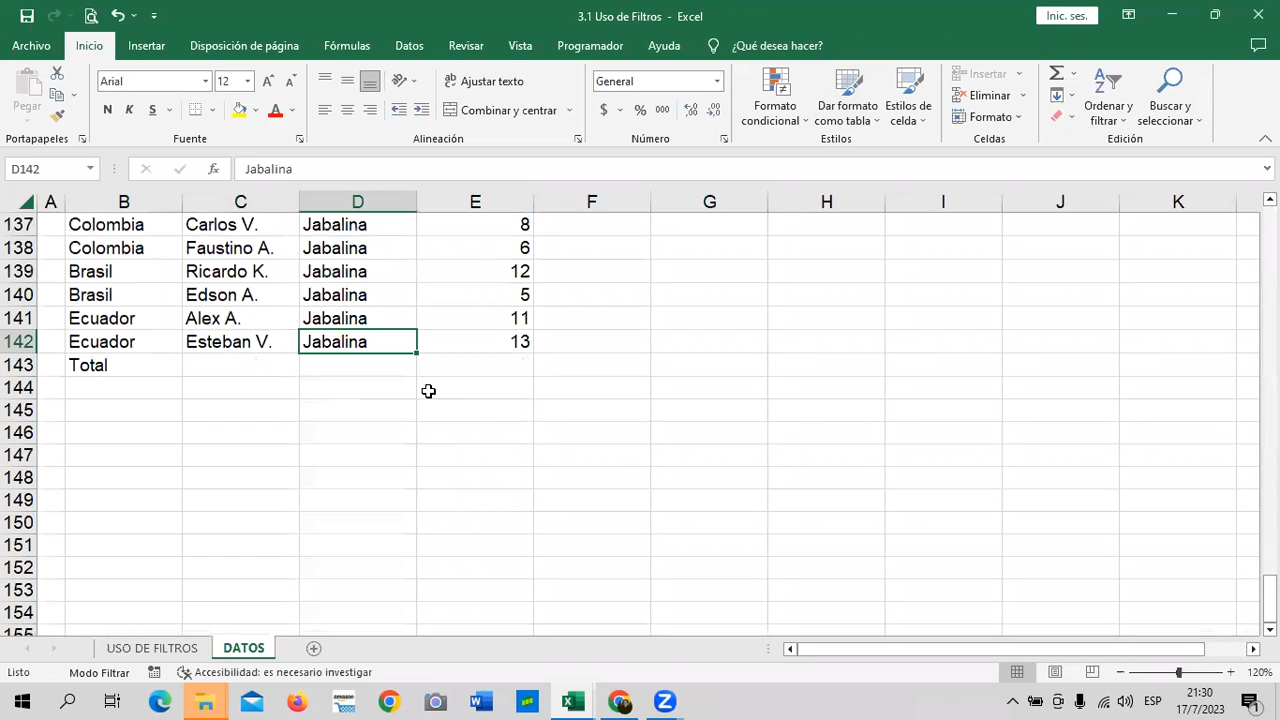 3.1 Uso de Filtros - Excel
Inic. ses.
Archivo Inicio Insertar Disposición de página Fórmulas Datos Revisar Vista Programador Ayuda ¿Qué desea hacer?
Pegar
Portapapeles
Arial 12
N K S
Fuente
Ajustar texto
Combinar y centrar
Alineación
General
$ % 000
Número
Formato condicional
Dar formato como tabla
Estilos de celda
Estilos
Insertar
Eliminar
Formato
Celdas
Ordenar y filtrar
Buscar y seleccionar
Edición
D142 fx Jabalina
A B C D E F G H I J K
137 Colombia Carlos V. Jabalina 8
138 Colombia Faustino A. Jabalina 6
139 Brasil Ricardo K. Jabalina 12
140 Brasil Edson A. Jabalina 5
141 Ecuador Alex A. Jabalina 11
142 Ecuador Esteban V. Jabalina 13
143 Total
144
145
146
147
148
149
150
151
152
153
154
155
USO DE FILTROS DATOS
Listo Modo Filtrar Accesibilidad: es necesario investigar 120%
ESP 21:30
17/7/2023